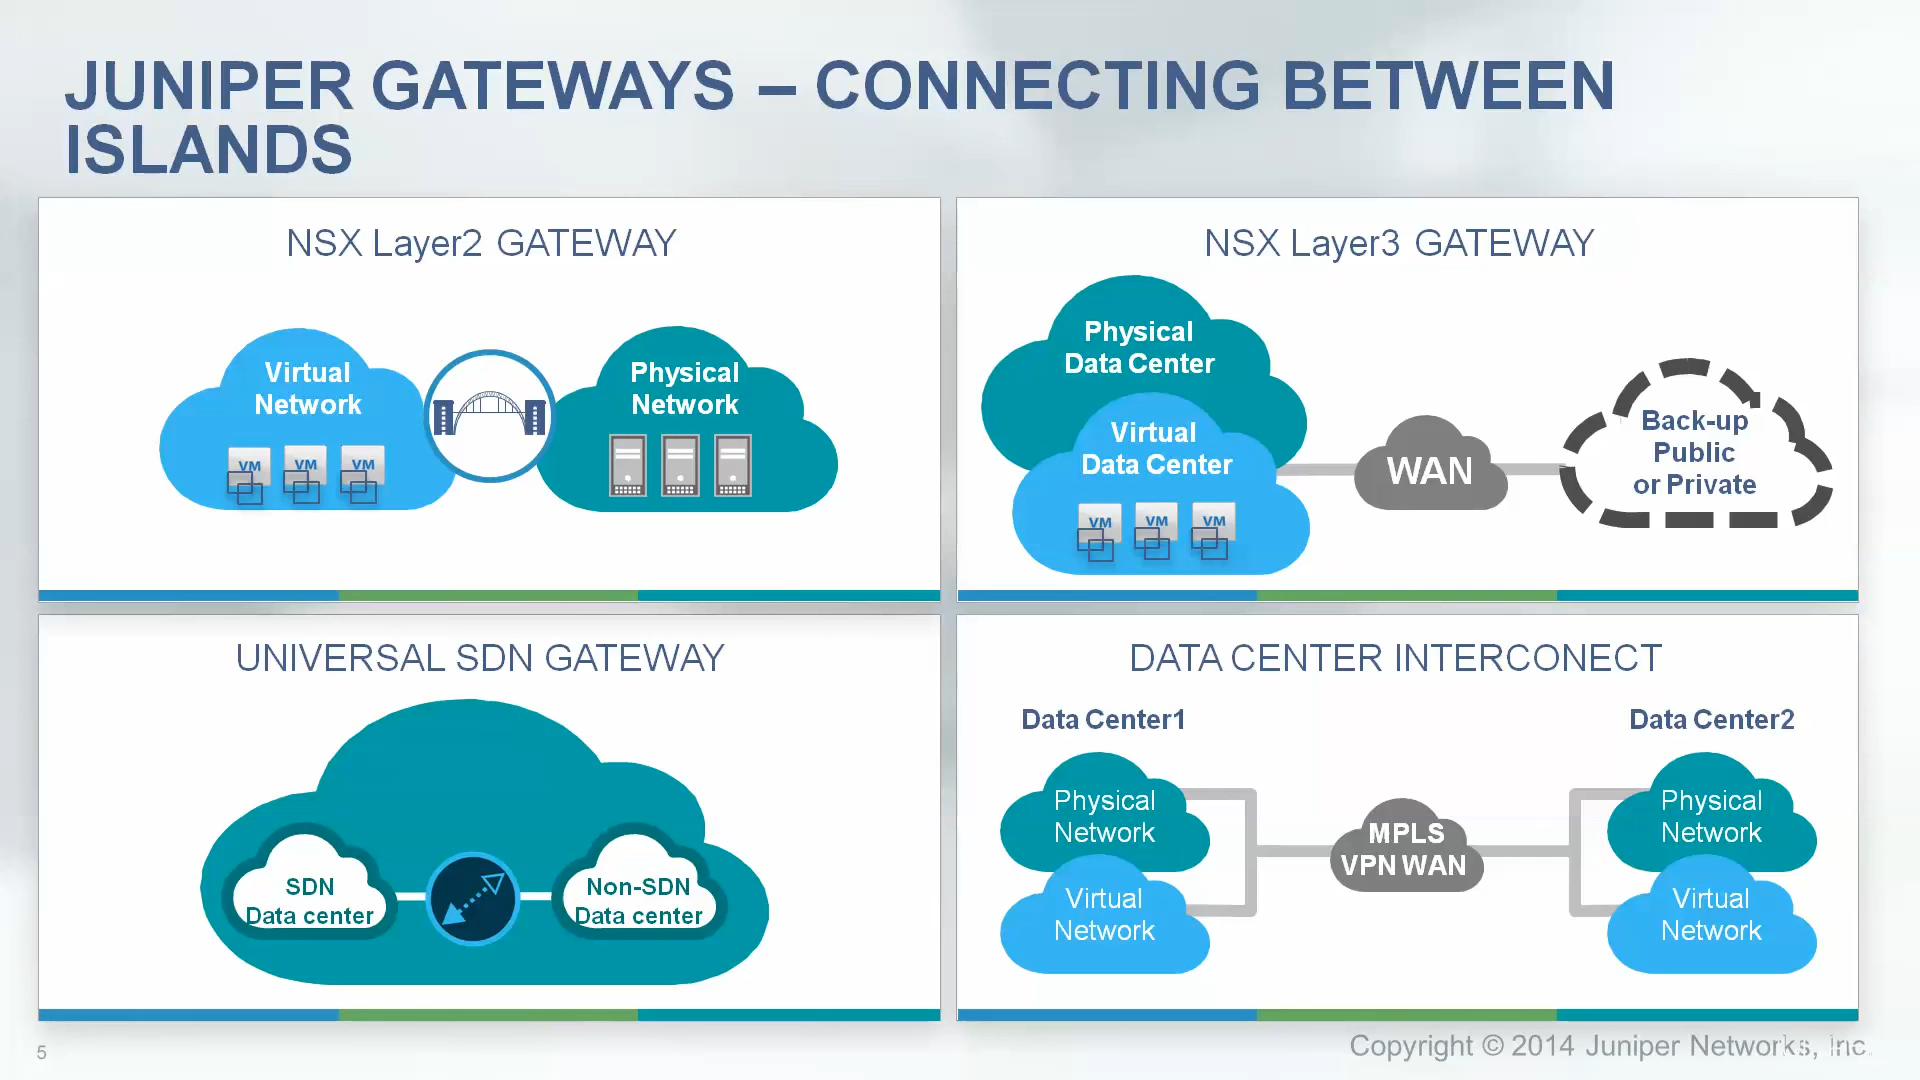 JUNIPER GATEWAYS – CONNECTING BETWEEN
ISLANDS
NSX Layer2 GATEWAY
Virtual
Network
VM VM VM
Physical
Network
NSX Layer3 GATEWAY
Physical
Data Center
Virtual
Data Center
VM VM VM
WAN
Back-up
Public
or Private
UNIVERSAL SDN GATEWAY
SDN
Data center
Non-SDN
Data center
DATA CENTER INTERCONECT
Data Center1
Data Center2
Physical
Network
Virtual
Network
MPLS
VPN WAN
Physical
Network
Virtual
Network
5
Copyright © 2014 Juniper Networks, Inc.